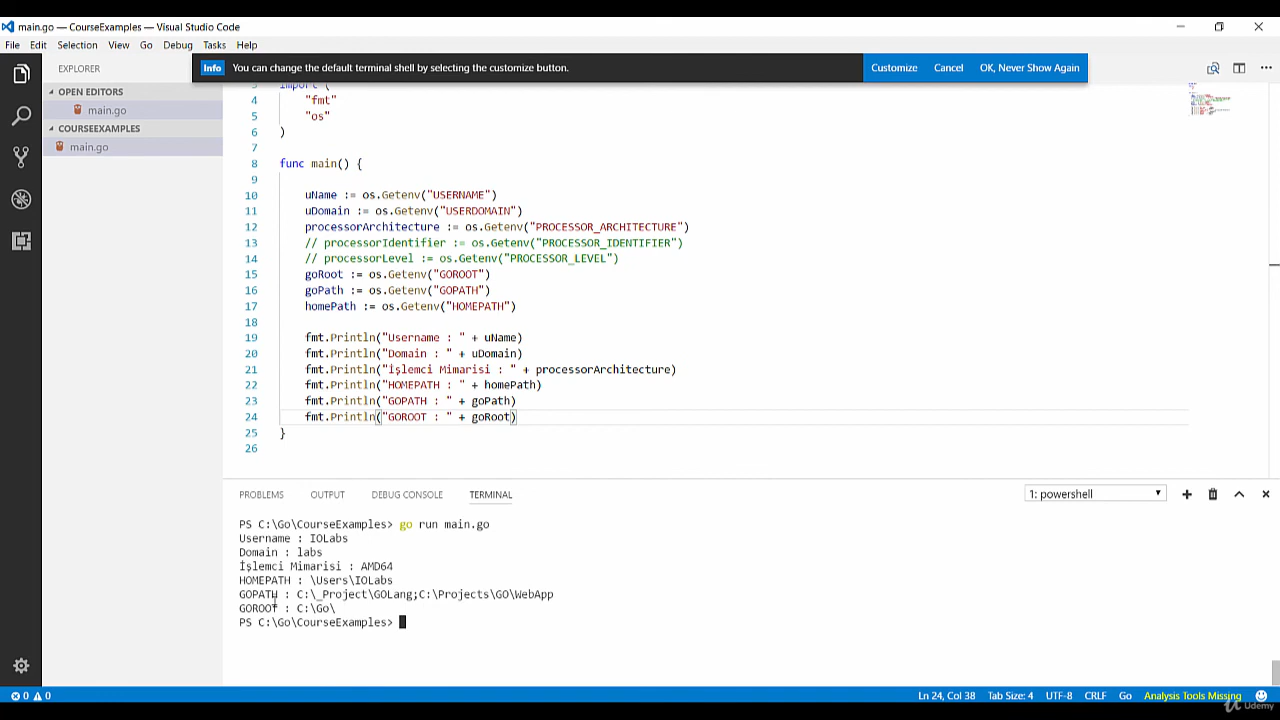 main.go — CourseExamples — Visual Studio Code
File Edit Selection View Go Debug Tasks Help
EXPLORER
Info You can change the default terminal shell by selecting the customize button. Customize Cancel OK, Never Show Again
OPEN EDITORS
main.go
COURSEEXAMPLES
main.go
3 import (
4 "fmt"
5 "os"
6 )
7
8 func main() {
9
10 uName := os.Getenv("USERNAME")
11 uDomain := os.Getenv("USERDOMAIN")
12 processorArchitecture := os.Getenv("PROCESSOR_ARCHITECTURE")
13 // processorIdentifier := os.Getenv("PROCESSOR_IDENTIFIER")
14 // processorLevel := os.Getenv("PROCESSOR_LEVEL")
15 goRoot := os.Getenv("GOROOT")
16 goPath := os.Getenv("GOPATH")
17 homePath := os.Getenv("HOMEPATH")
18
19 fmt.Println("Username : " + uName)
20 fmt.Println("Domain : " + uDomain)
21 fmt.Println("İşlemci Mimarisi : " + processorArchitecture)
22 fmt.Println("HOMEPATH : " + homePath)
23 fmt.Println("GOPATH : " + goPath)
24 fmt.Println("GOROOT : " + goRoot)
25 }
26
PROBLEMS OUTPUT DEBUG CONSOLE TERMINAL 1: powershell
PS C:\Go\CourseExamples> go run main.go
Username : IOLabs
Domain : labs
İşlemci Mimarisi : AMD64
HOMEPATH : \Users\IOLabs
GOPATH : C:\_Project\GOLang;C:\Projects\GO\WebApp
GOROOT : C:\Go\
PS C:\Go\CourseExamples>
0 0 Ln 24, Col 38 Tab Size: 4 UTF-8 CRLF Go Analysis Tools Missing
Udemy